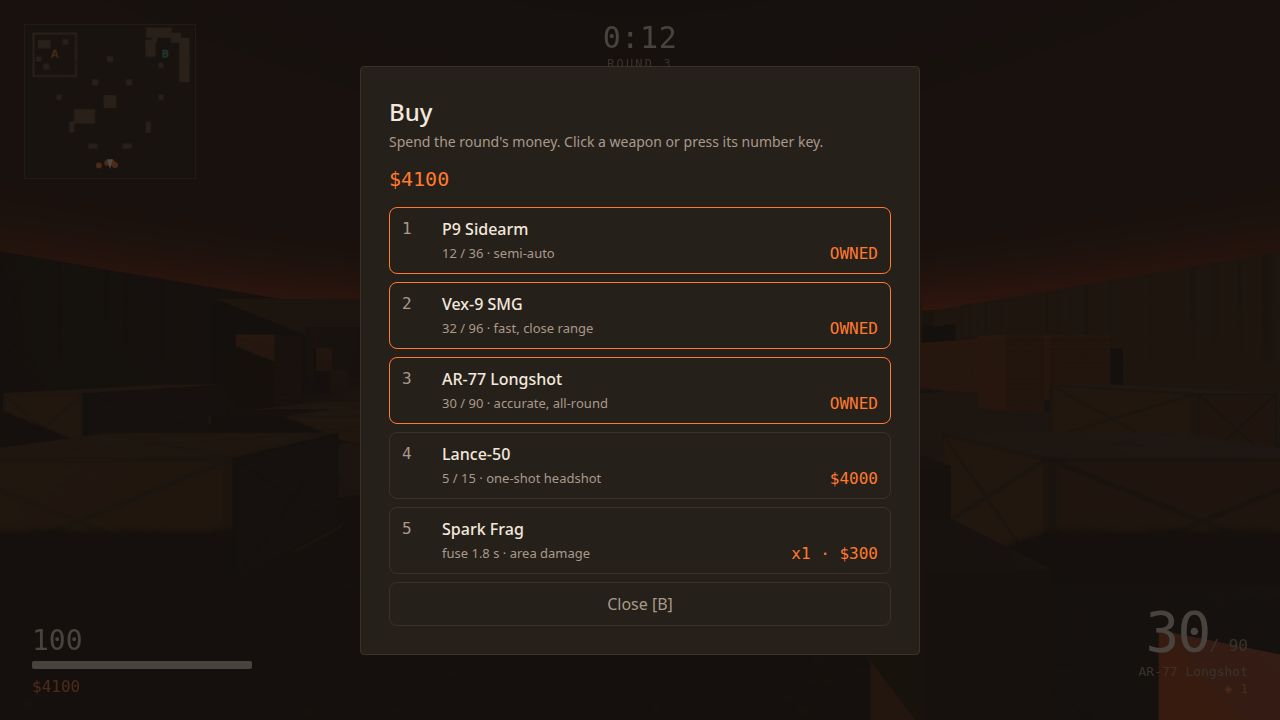 A
B
0:12
ROUND 3
Buy
Spend the round's money. Click a weapon or press its number key.
$4100
1 P9 Sidearm
12 / 36 · semi-auto OWNED
2 Vex-9 SMG
32 / 96 · fast, close range OWNED
3 AR-77 Longshot
30 / 90 · accurate, all-round OWNED
4 Lance-50
5 / 15 · one-shot headshot $4000
5 Spark Frag
fuse 1.8 s · area damage x1 · $300
Close [B]
100
$4100
30 / 90
AR-77 Longshot
◈ 1